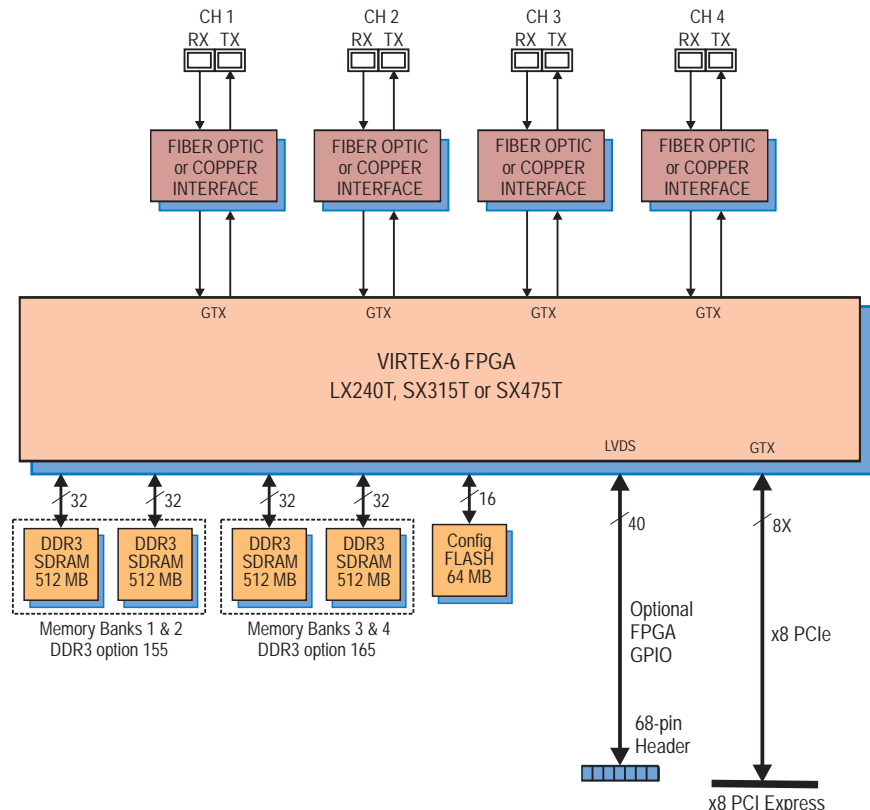 CH 1
CH 2
CH 3
CH 4
RX TX
RX TX
RX TX
RX TX
FIBER OPTIC
or COPPER
INTERFACE
FIBER OPTIC
or COPPER
INTERFACE
FIBER OPTIC
or COPPER
INTERFACE
FIBER OPTIC
or COPPER
INTERFACE
GTX
GTX
GTX
GTX
VIRTEX-6 FPGA
LX240T, SX315T or SX475T
LVDS
GTX
32
32
32
32
16
40
8X
DDR3
SDRAM
512 MB
DDR3
SDRAM
512 MB
DDR3
SDRAM
512 MB
DDR3
SDRAM
512 MB
Config
FLASH
64 MB
Memory Banks 1 & 2
DDR3 option 155
Memory Banks 3 & 4
DDR3 option 165
Optional
FPGA
GPIO
x8 PCIe
68-pin
Header
x8 PCI Express